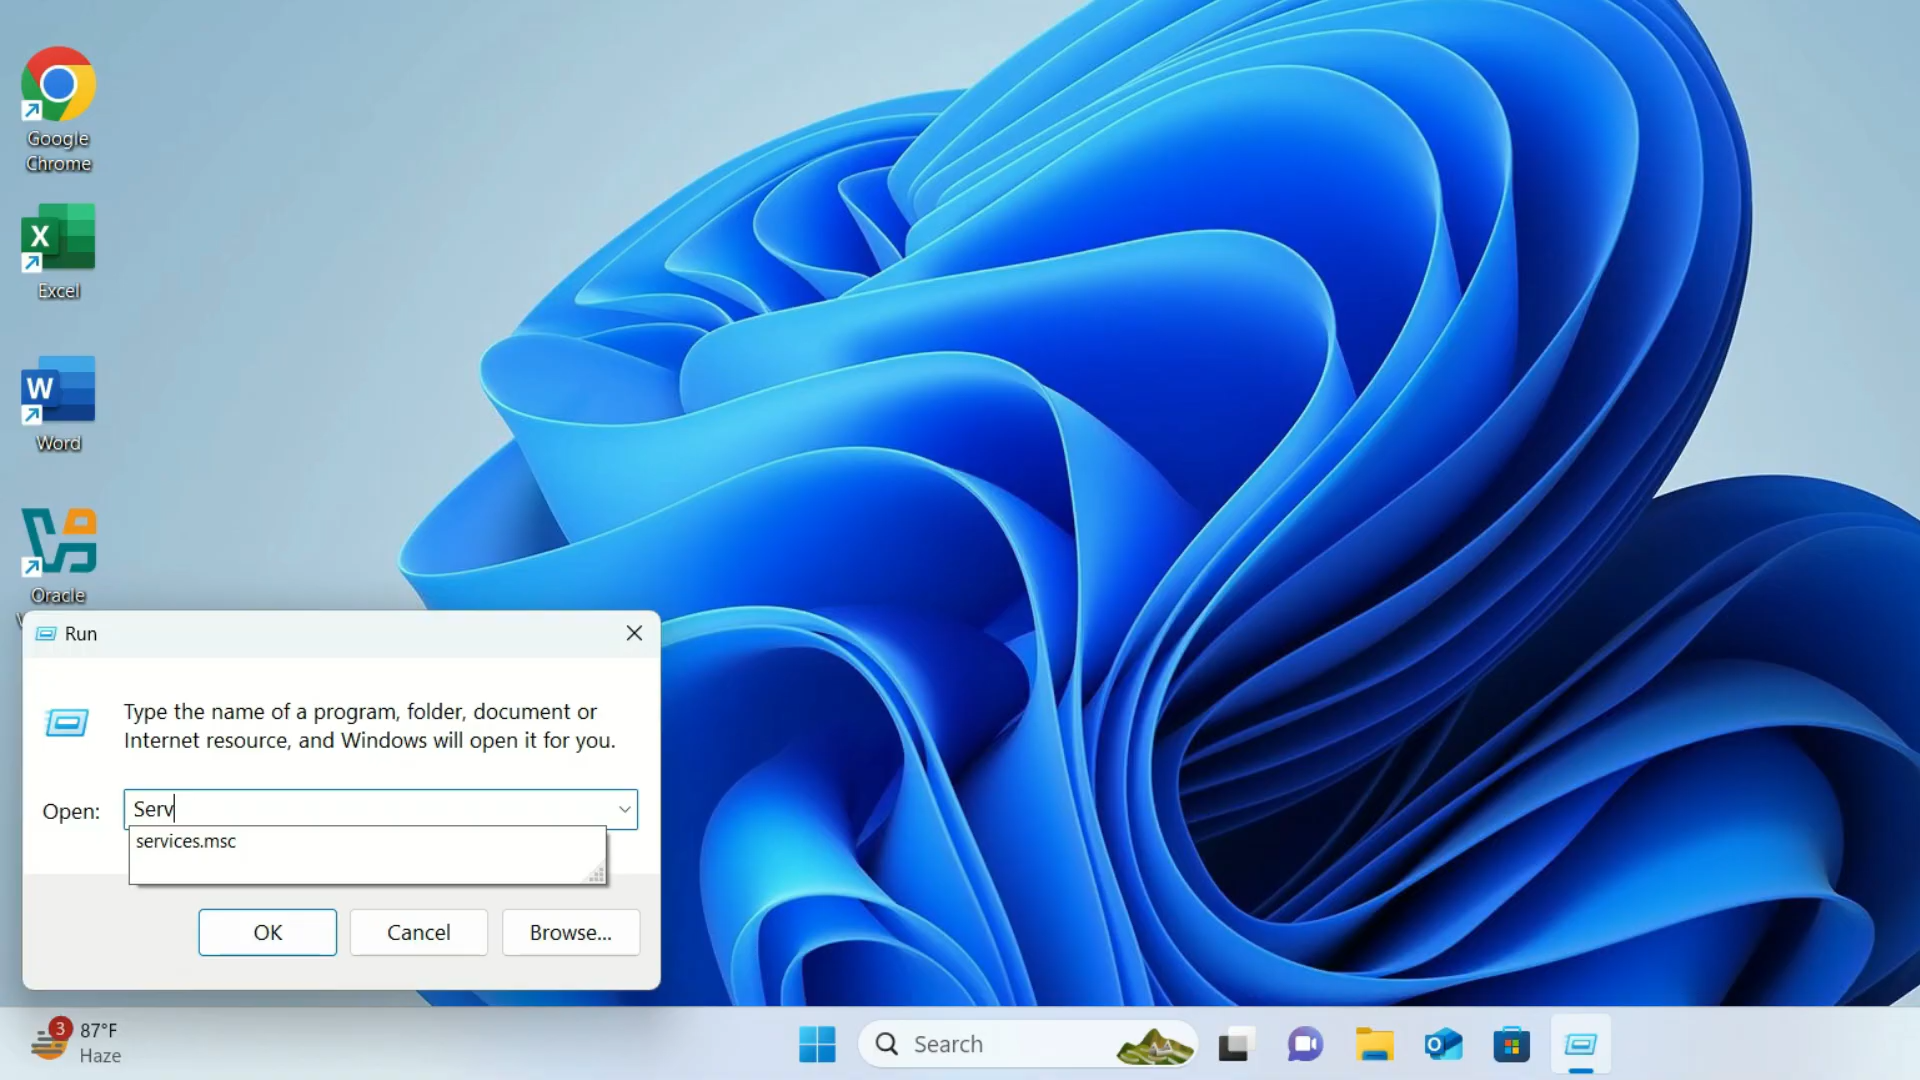 Google
Chrome
X
Excel
W
Word
Oracle
Run
Type the name of a program, folder, document or
Internet resource, and Windows will open it for you.
Open:
Serv
services.msc
OK
Cancel
Browse...
3
87°F
Haze
Search
O